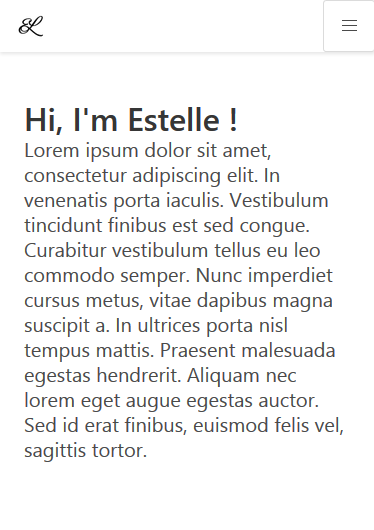 EL
Hi, I'm Estelle !
Lorem ipsum dolor sit amet,
consectetur adipiscing elit. In
venenatis porta iaculis. Vestibulum
tincidunt finibus est sed congue.
Curabitur vestibulum tellus eu leo
commodo semper. Nunc imperdiet
cursus metus, vitae dapibus magna
suscipit a. In ultrices porta nisl
tempus mattis. Praesent malesuada
egestas hendrerit. Aliquam nec
lorem eget augue egestas auctor.
Sed id erat finibus, euismod felis vel,
sagittis tortor.